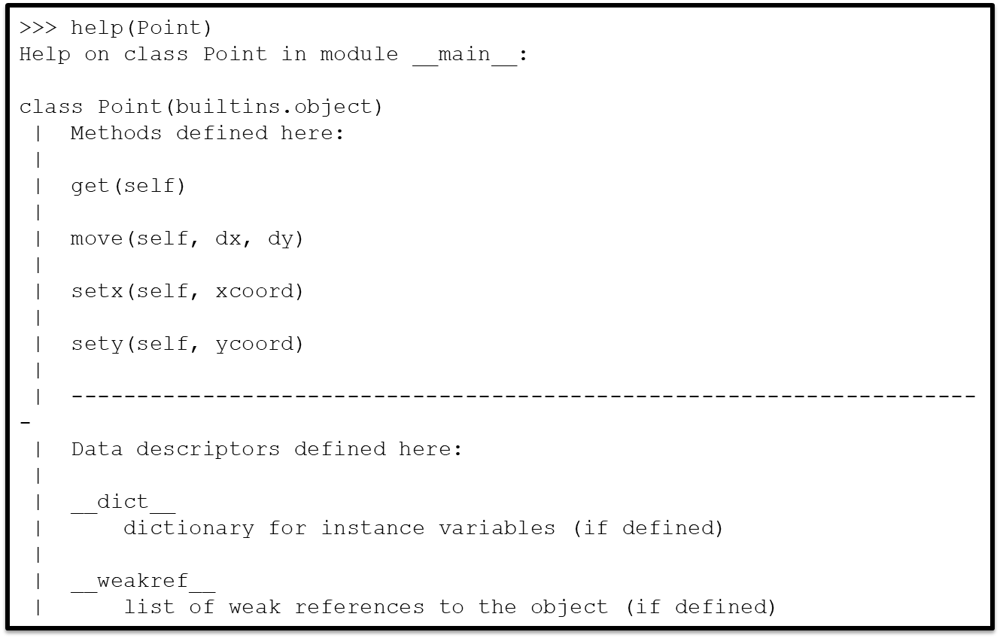 >>> help(Point)
Help on class Point in module __main__:

class Point(builtins.object)
 |  Methods defined here:
 |
 |  get(self)
 |
 |  move(self, dx, dy)
 |
 |  setx(self, xcoord)
 |
 |  sety(self, ycoord)
 |
 |  ---------------------------------------------------------------------
-
 |  Data descriptors defined here:
 |
 |  __dict__
 |      dictionary for instance variables (if defined)
 |
 |  __weakref__
 |      list of weak references to the object (if defined)